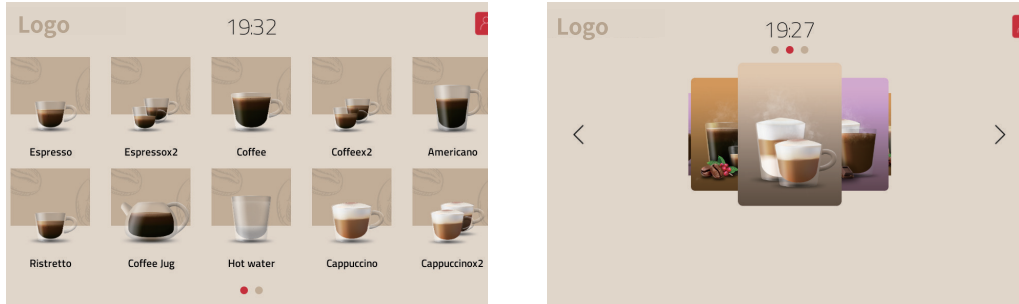 Logo
19:32
Espresso
Espressox2
Coffee
Coffeex2
Americano
Ristretto
Coffee Jug
Hot water
Cappuccino
Cappuccinox2
Logo
19:27